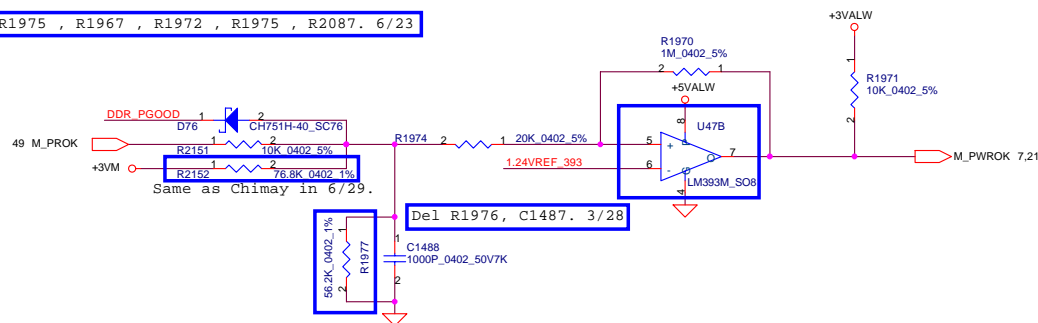 R1975 , R1967 , R1972 , R1975 , R2087. 6/23
+3VALW
R1970
1M_0402_5%
2
1
+5VALW
R1971
10K_0402_5%
1
2
DDR_PGOOD
1
2
D76
CH751H-40_SC76
49 M_PROK
1
2
R2151
10K_0402_5%
+3VM
1
2
R2152
76.8K_0402_1%
Same as Chimay in 6/29.
R1974
2
1
20K_0402_5%
1.24VREF_393
U47B
8
5
+
P
6
-
G
O
7
4
LM393M_SO8
M_PWROK 7,21
Del R1976, C1487. 3/28
56.2K_0402_1%
1
2
R1977
1
C1488
1000P_0402_50V7K
2